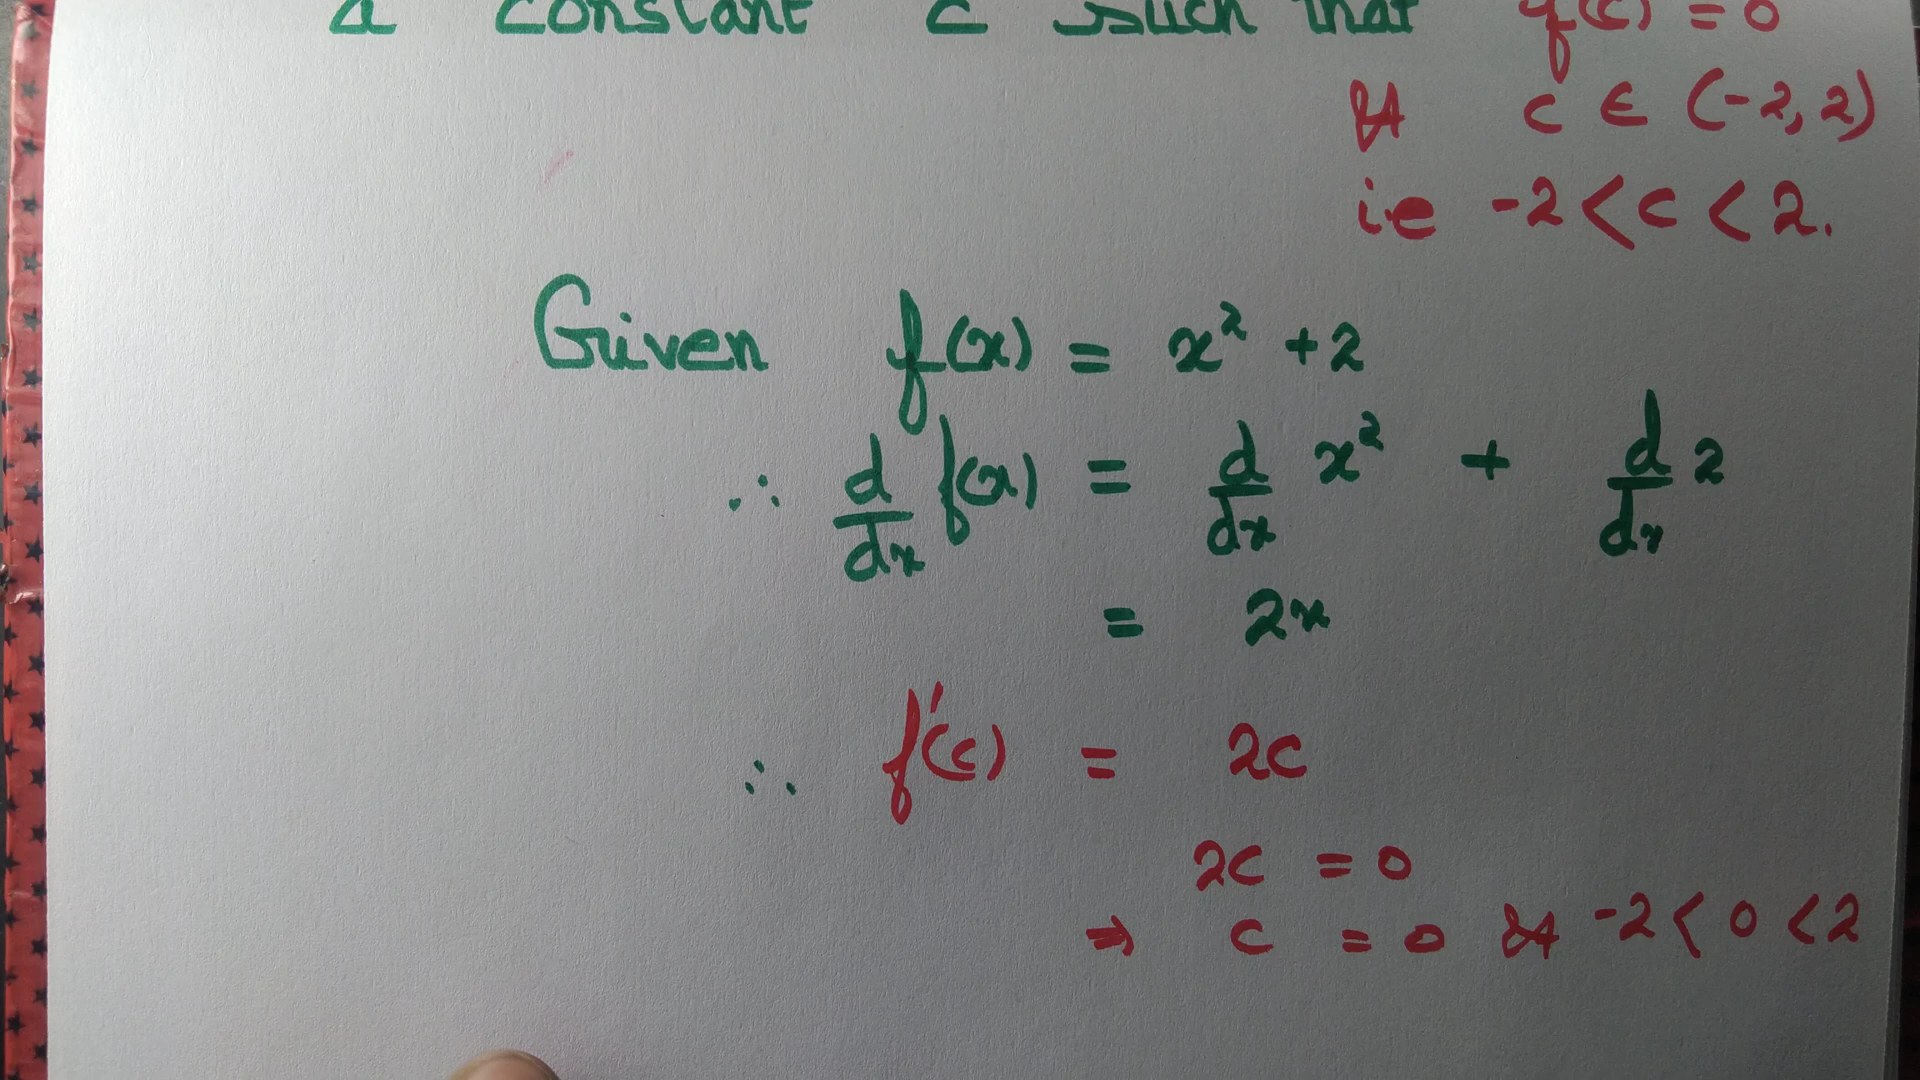 a constant c such that f'(c) = 0
& c ∈ (-2, 2)
i.e -2 < c < 2.
Given f(x) = x² + 2
∴ d/dx f(x) = d/dx x² + d/dx 2
= 2x
∴ f'(c) = 2c
2c = 0
⇒ c = 0 & -2 < 0 < 2